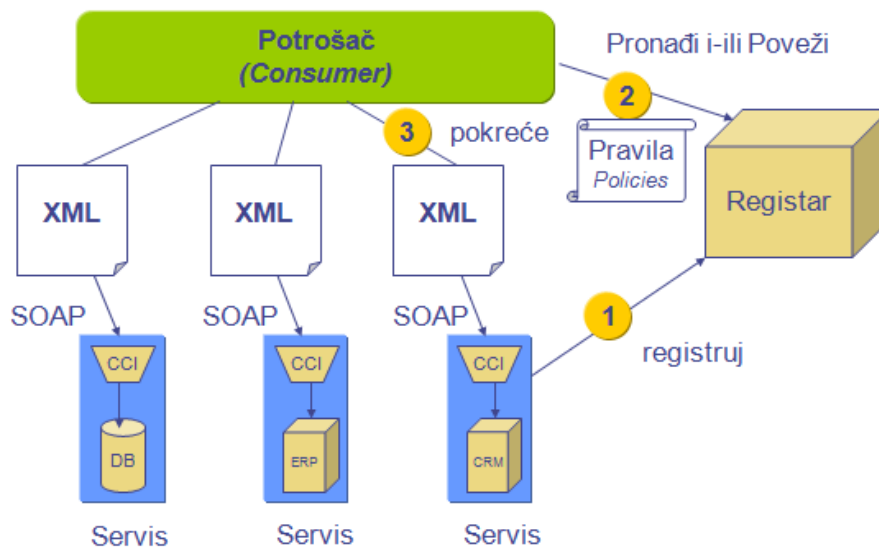 Potrošač
(Consumer)
Pronađi i-ili Poveži
2
3
pokreće
Pravila
Policies
Registar
XML
XML
XML
SOAP
SOAP
SOAP
1
registruj
CCI
CCI
CCI
DB
ERP
CRM
Servis
Servis
Servis